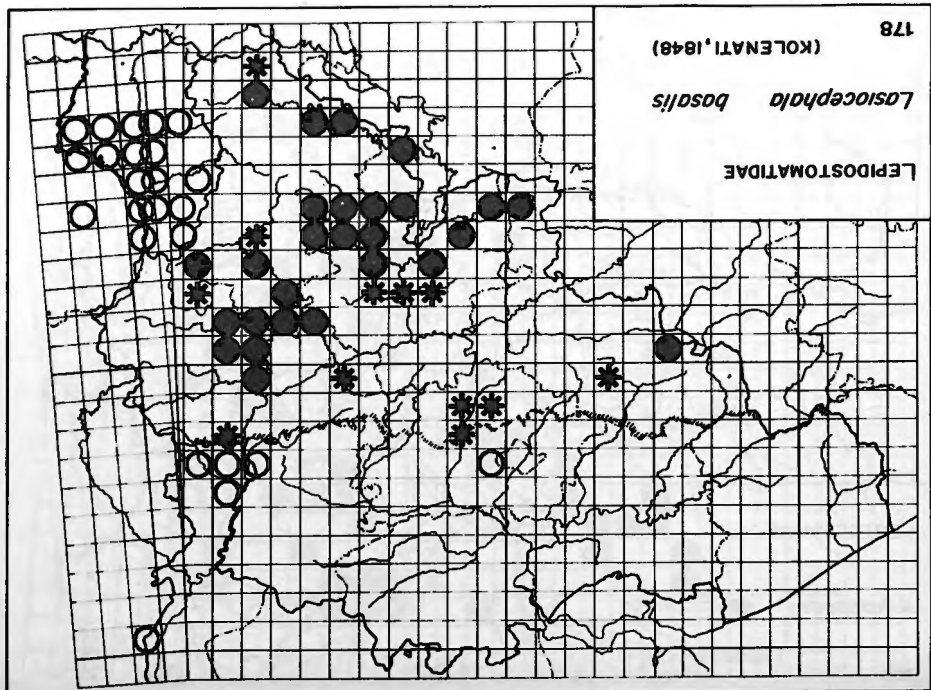 LEPIDOSTOMATIDAE
Lasiocephala basalis
(KOLENATI, 1848)
178